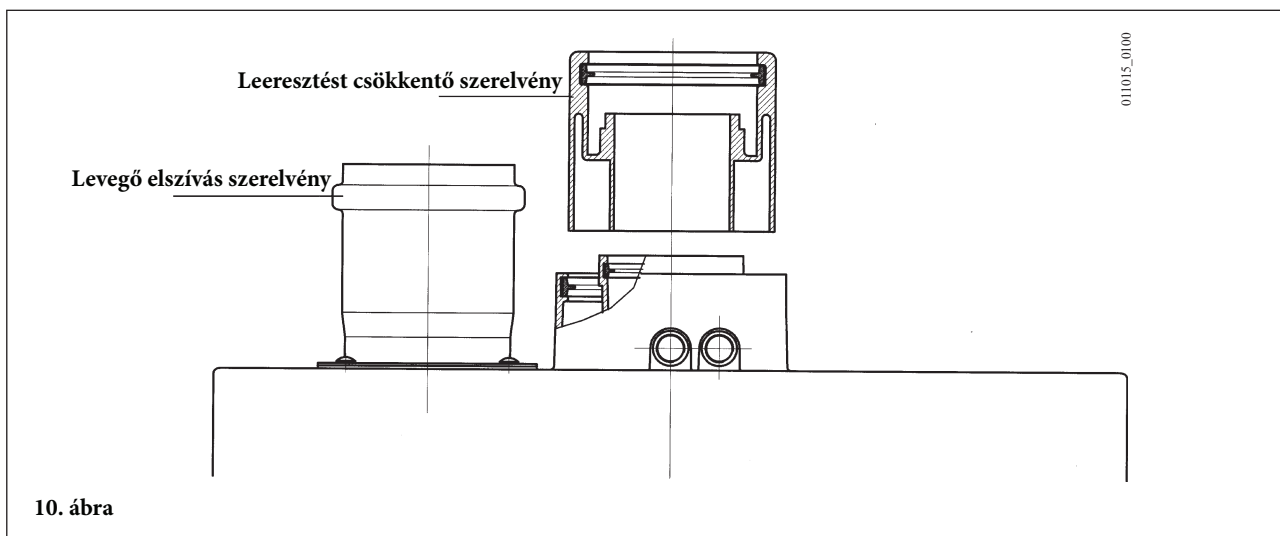 Leeresztést csökkentő szerelvény
011015_0100
Levegő elszívás szerelvény
10. ábra